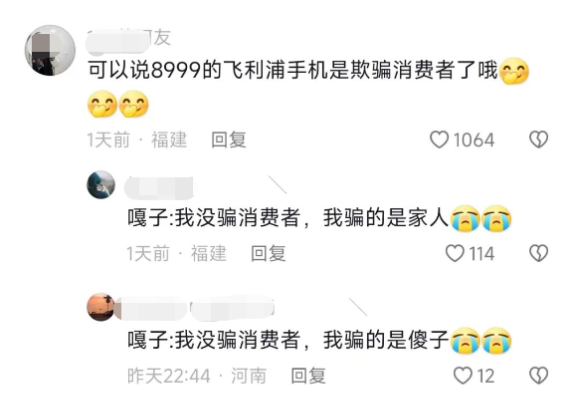 可以说8999的飞利浦手机是欺骗消费者了哦🤭
🤭🤭
1天前 · 福建 回复 1064
嘎子:我没骗消费者，我骗的是家人😭😭
1天前 · 福建 回复 114
嘎子:我没骗消费者，我骗的是傻子😭😭
昨天22:44 · 河南 回复 12